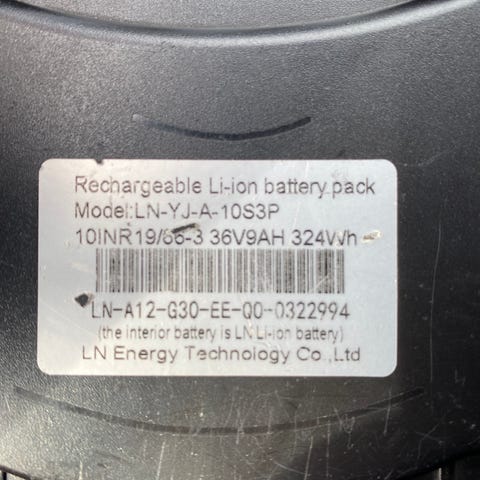 Rechargeable Li-ion battery pack
Model:LN-YJ-A-10S3P
10INR19/66-3 36V9AH 324Wh
LN-A12-G30-EE-Q0-0322994
(the interior battery is LN Li-ion battery)
LN Energy Technology Co.,Ltd